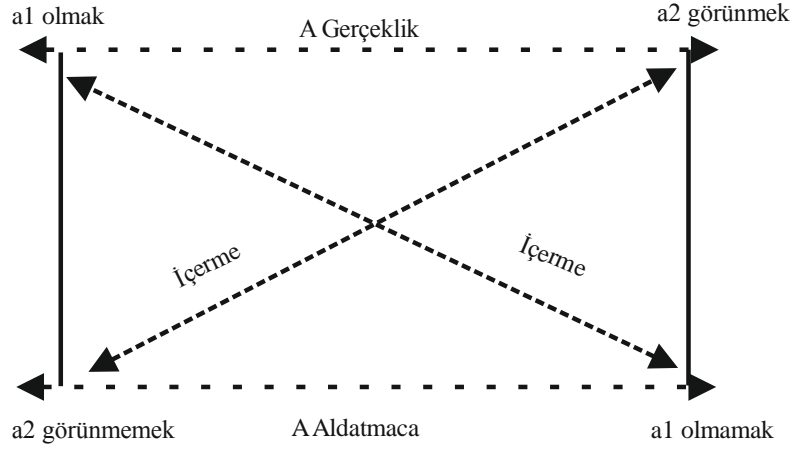 a1 olmak
A Gerçeklik
a2 görünmek
İçerme
İçerme
a2 görünmemek
A Aldatmaca
a1 olmamak